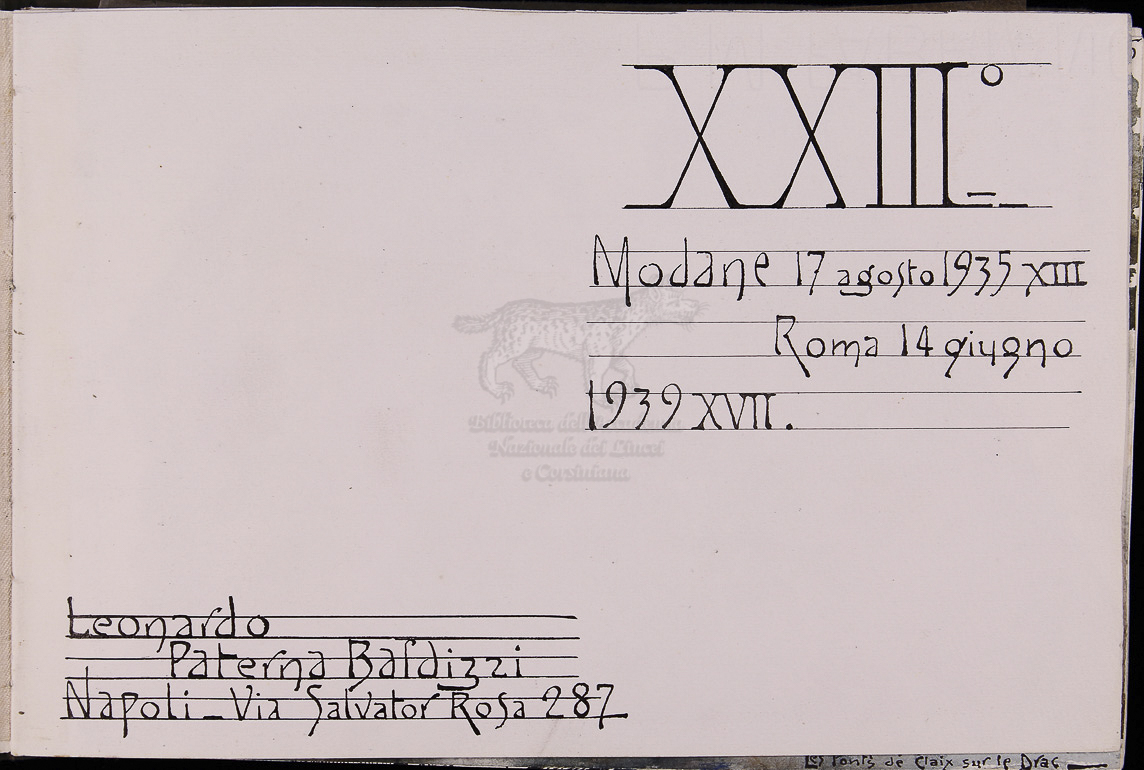 XXIII.°
Modane 17 agosto 1935 XIII
Roma 14 giugno
1939 XVII.
Biblioteca dell'Accademia
Nazionale dei Lincei
e Corsiniana
Leonardo
Paterna Baldizzi
Napoli – Via Salvator Rosa 287
Les Ponts de Claix sur le Drac